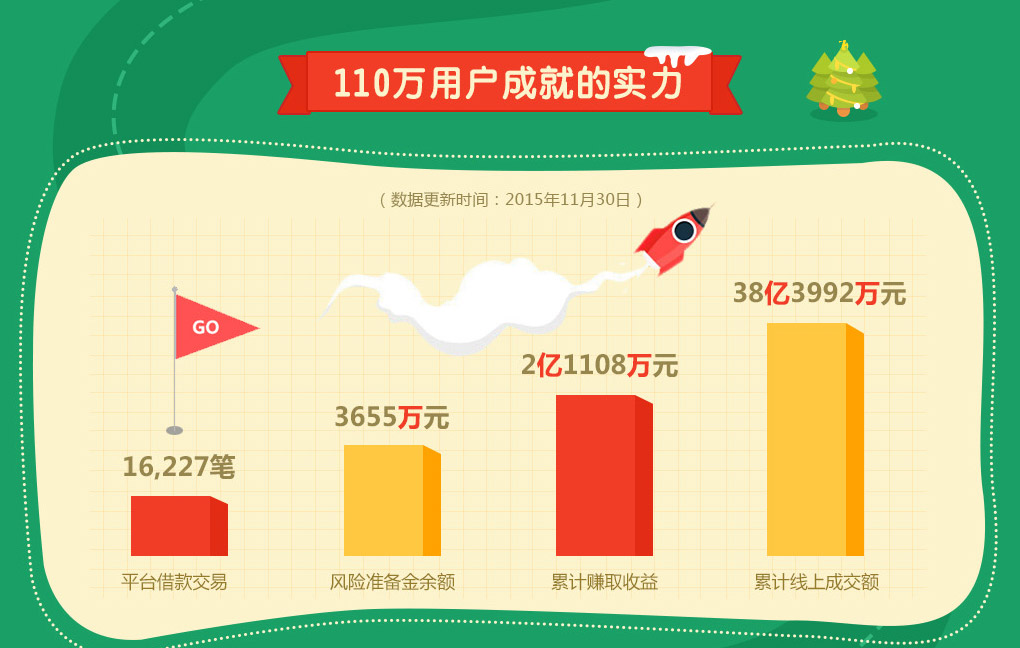 110万用户成就的实力
（数据更新时间：2015年11月30日）
GO
16,227笔
3655万元
2亿1108万元
38亿3992万元
平台借款交易
风险准备金余额
累计赚取收益
累计线上成交额